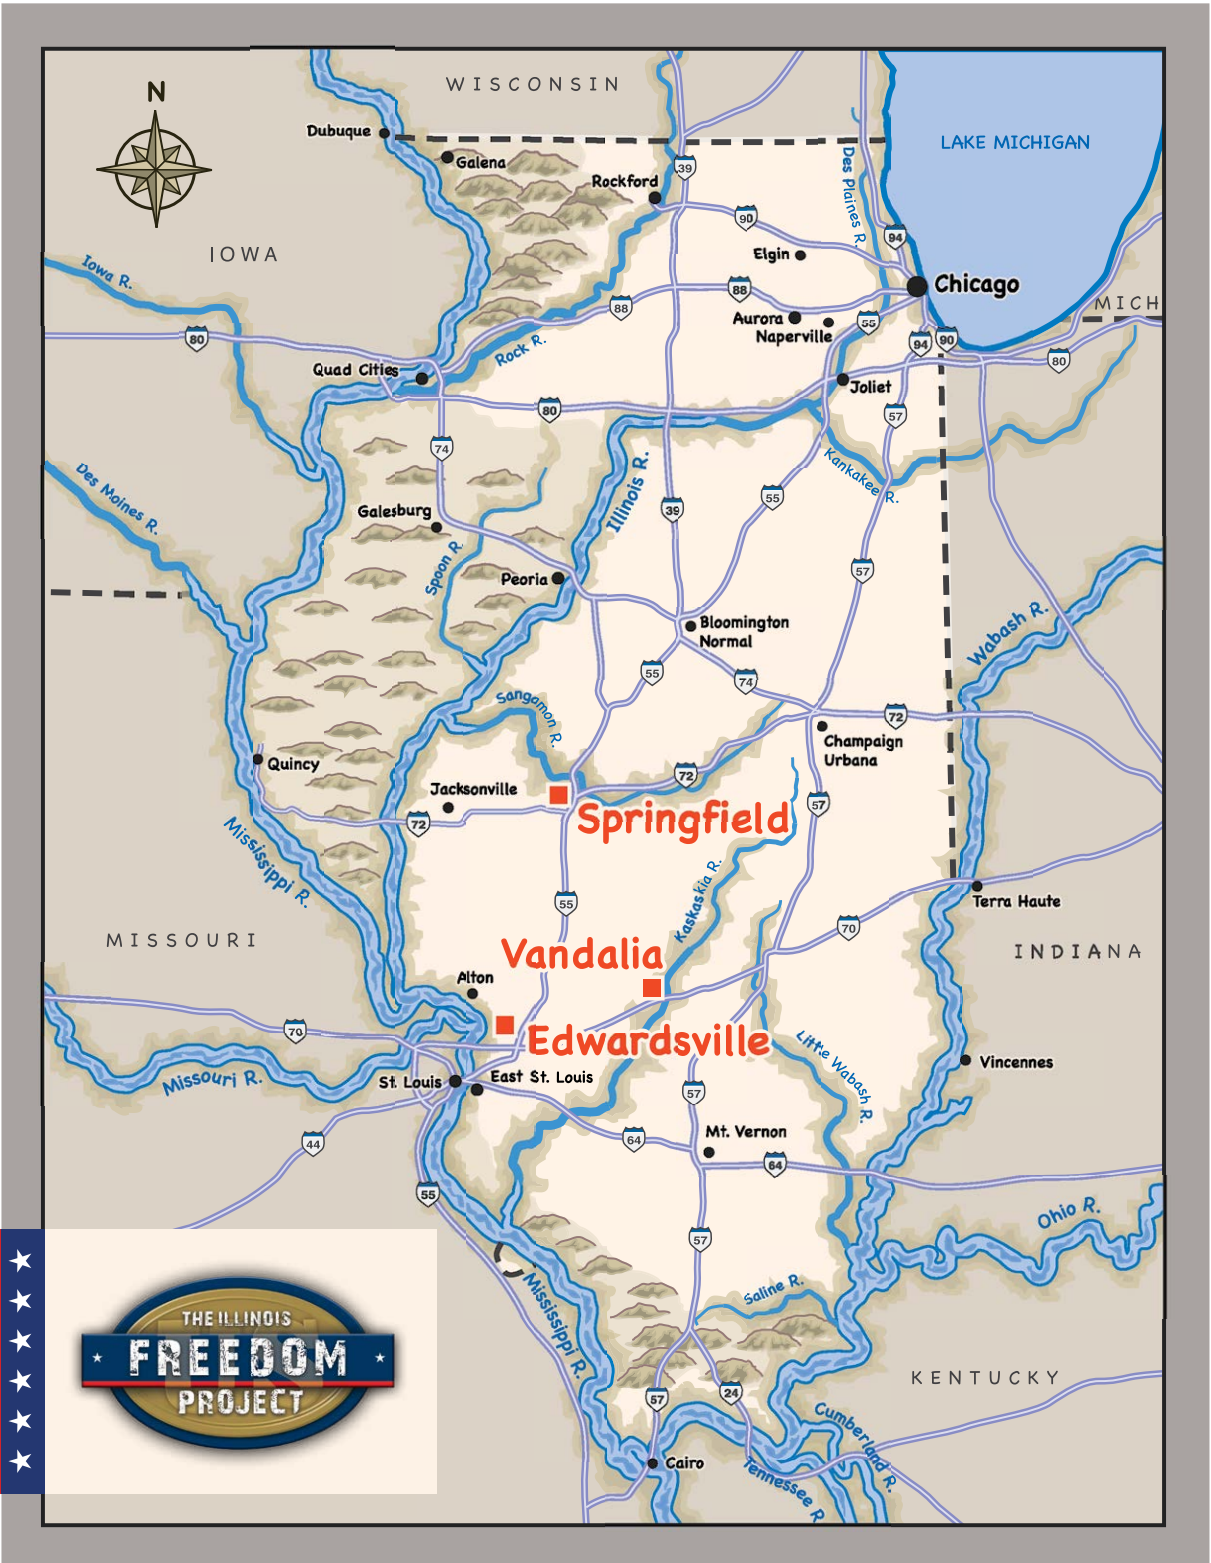 WISCONSIN
N
Dubuque
Galena
LAKE MICHIGAN
39
Rockford
Des Plaines R.
90
94
IOWA
Elgin
Iowa R.
Chicago
88
88
MICH
Aurora
Naperville
55
80
94
90
80
Rock R.
Quad Cities
Joliet
80
57
74
Kankakee R.
Des Moines R.
Illinois R.
55
39
Galesburg
Spoon R.
57
Peoria
Bloomington
Normal
Wabash R.
55
74
Sangamon R.
72
Champaign
Urbana
Quincy
72
Jacksonville
57
Springfield
72
Mississippi R.
Kaskaskia R.
55
Terra Haute
70
MISSOURI
INDIANA
Vandalia
Alton
70
Edwardsville
Little Wabash R.
Vincennes
Missouri R.
St. Louis
East St. Louis
57
44
64
Mt. Vernon
64
55
Ohio R.
57
Mississippi R.
Saline R.
THE ILLINOIS
FREEDOM
PROJECT
KENTUCKY
57
24
Cumberland R.
Cairo
Tennessee R